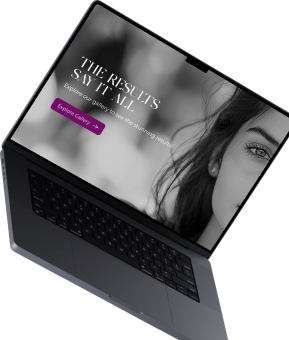 THE RESULTS
SAY IT ALL
Explore our gallery to see the stunning results
Explore Gallery →